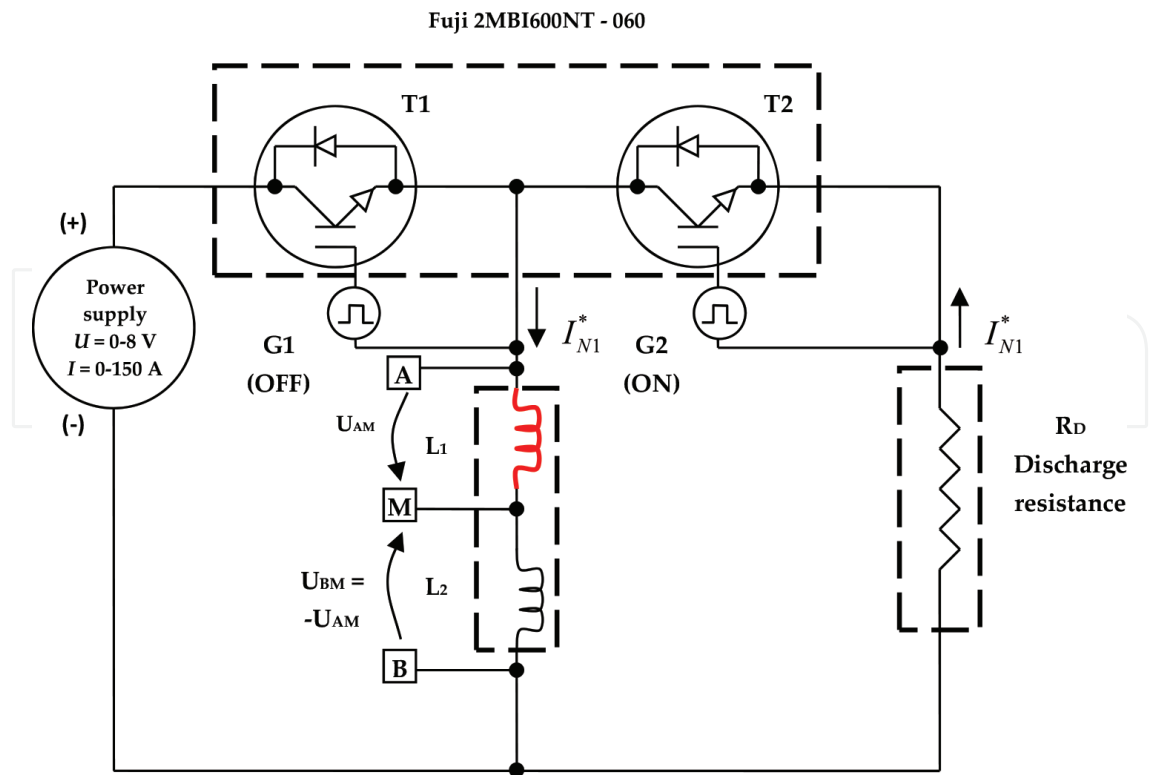 Fuji 2MBI600NT - 060
T1
T2
(+)
Power
supply
U = 0-8 V
I = 0-150 A
(-)
G1
(OFF)
I*N1
G2
(ON)
I*N1
A
UAM
L1
M
UBM =
-UAM
L2
B
RD
Discharge
resistance